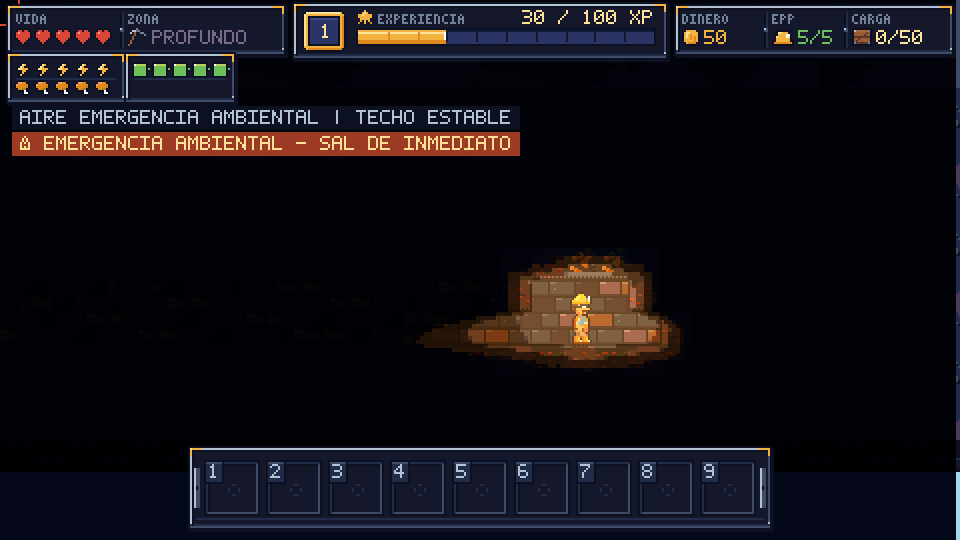 VIDA
PROFUNDO
ZONA
1
EXPERIENCIA
30 / 100 XP
DINERO
50
EPP
5/5
CARGA
0/50
AIRE EMERGENCIA AMBIENTAL | TECHO ESTABLE
EMERGENCIA AMBIENTAL - SAL DE INMEDIATO
1 2 3 4 5 6 7 8 9